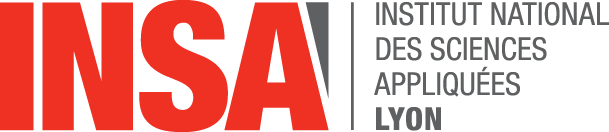 INSA
INSTITUT NATIONAL
DES SCIENCES
APPLIQUÉES
LYON